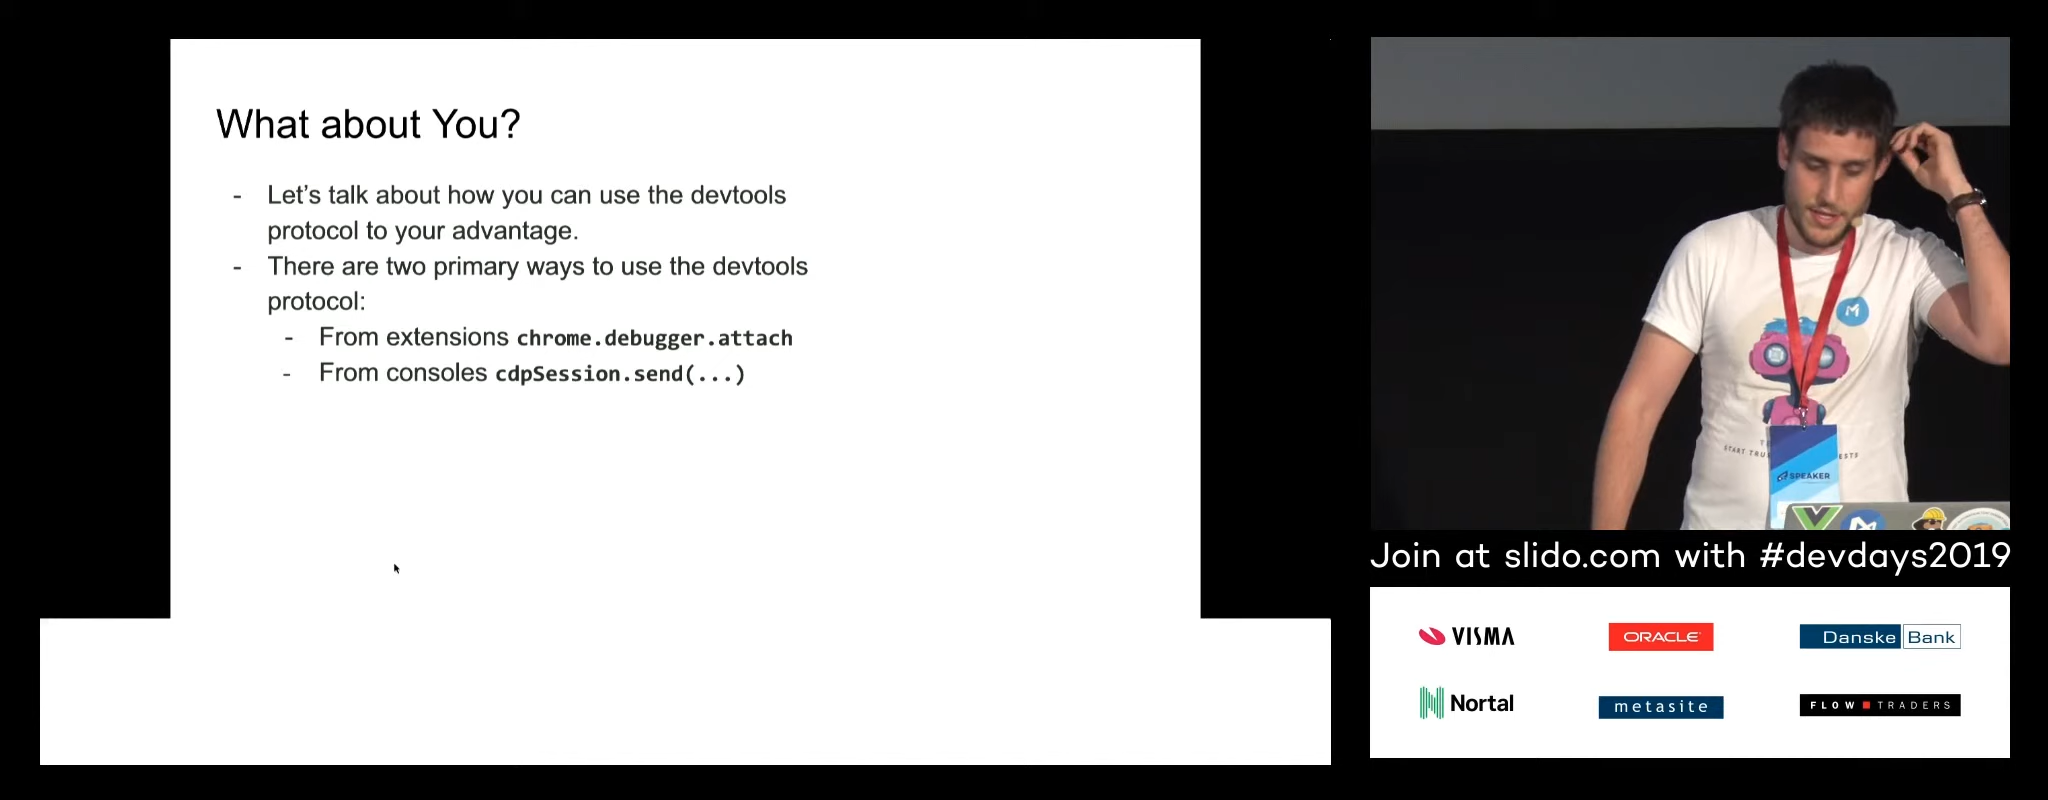 What about You?
- Let's talk about how you can use the devtools
protocol to your advantage.
- There are two primary ways to use the devtools
protocol:
- From extensions chrome.debugger.attach
- From consoles cdpSession.send(...)
SPEAKER
Join at slido.com with #devdays2019
VISMA
ORACLE
Danske Bank
Nortal
metasite
FLOW TRADERS